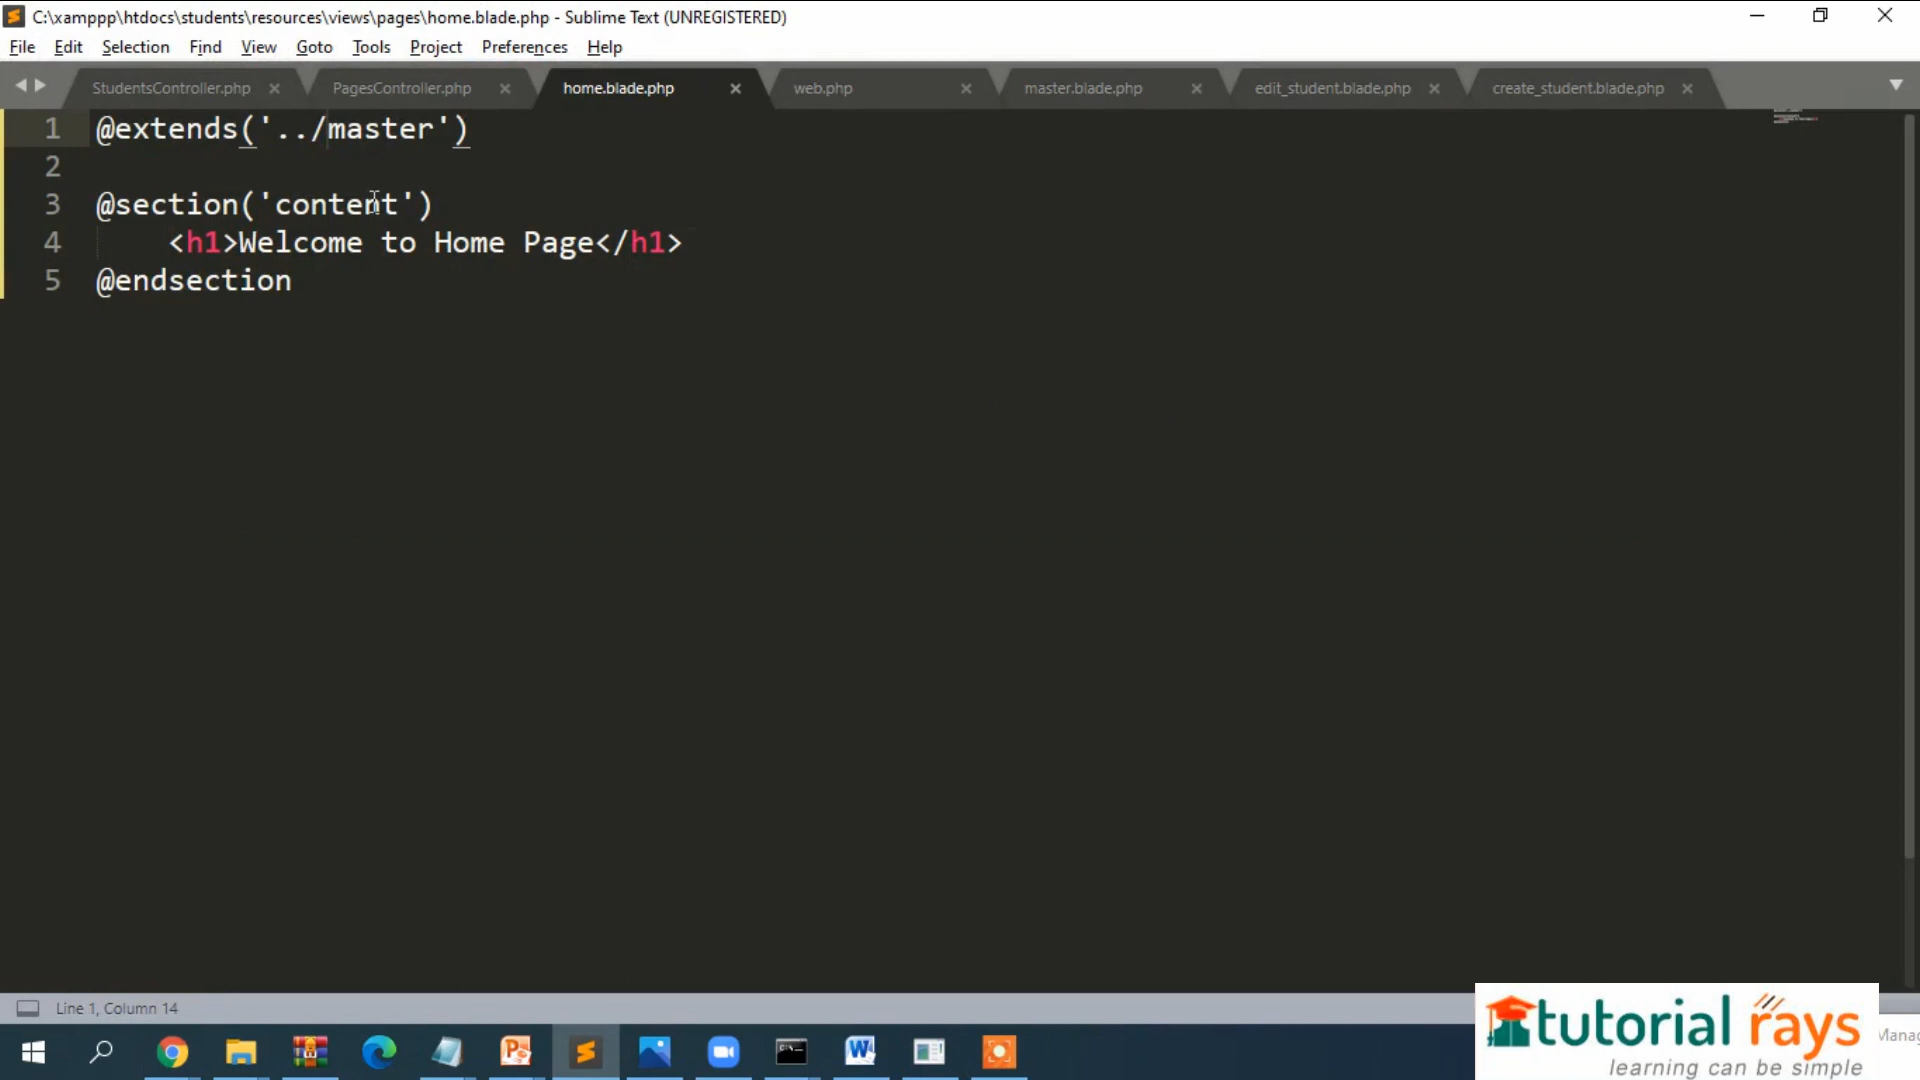 C:\xamppp\htdocs\students\resources\views\pages\home.blade.php - Sublime Text (UNREGISTERED)
File Edit Selection Find View Goto Tools Project Preferences Help
StudentsController.php PagesController.php home.blade.php web.php master.blade.php edit_student.blade.php create_student.blade.php
1 @extends('../master')
2
3 @section('content')
4 <h1>Welcome to Home Page</h1>
5 @endsection
Line 1, Column 14
tutorial rays
learning can be simple
Manag